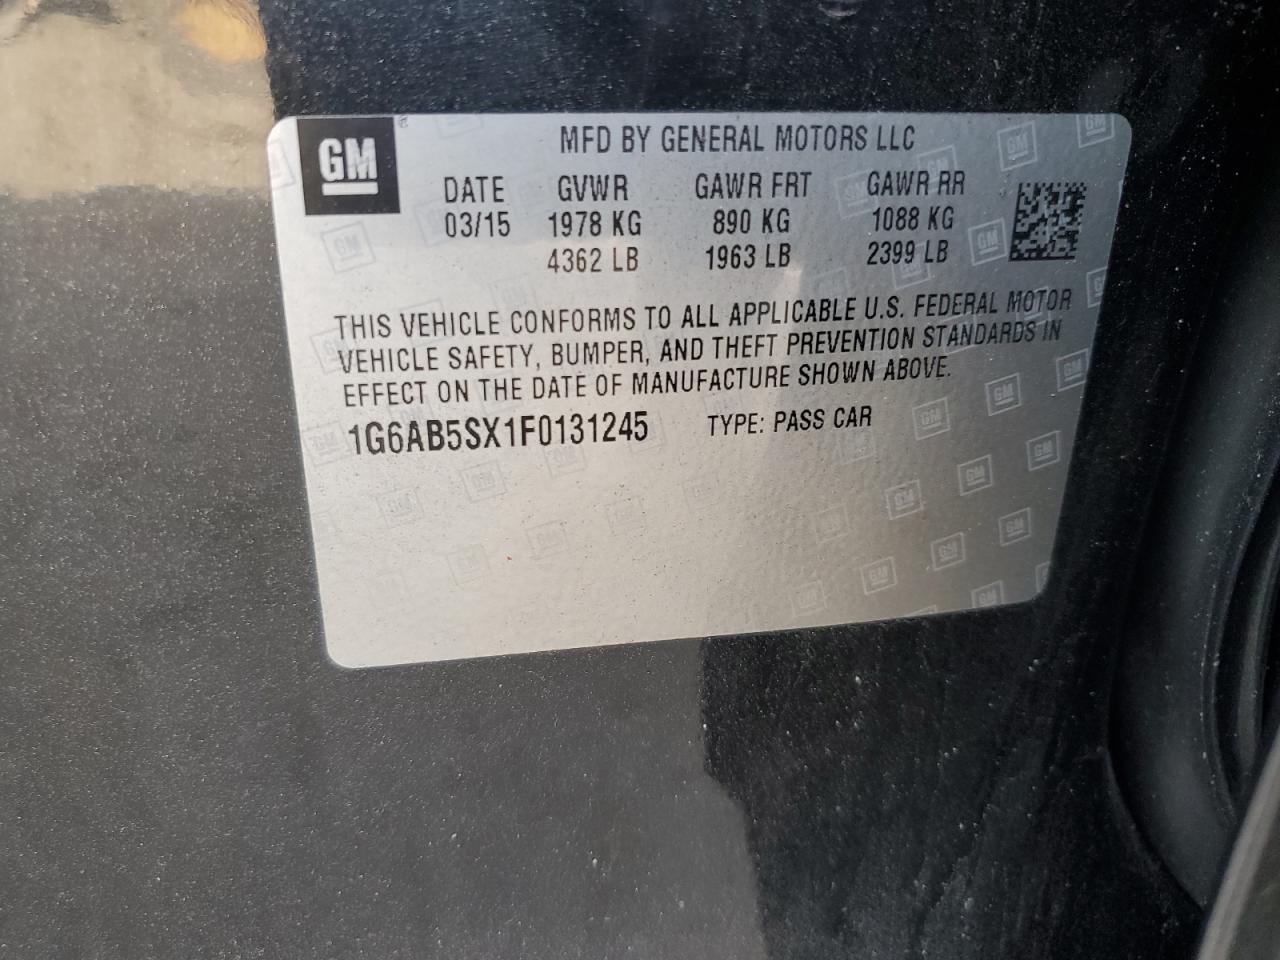 GM
MFD BY GENERAL MOTORS LLC
DATE GVWR GAWR FRT GAWR RR
03/15 1978 KG 890 KG 1088 KG
4362 LB 1963 LB 2399 LB
THIS VEHICLE CONFORMS TO ALL APPLICABLE U.S. FEDERAL MOTOR
VEHICLE SAFETY, BUMPER, AND THEFT PREVENTION STANDARDS IN
EFFECT ON THE DATE OF MANUFACTURE SHOWN ABOVE.
1G6AB5SX1F0131245 TYPE: PASS CAR